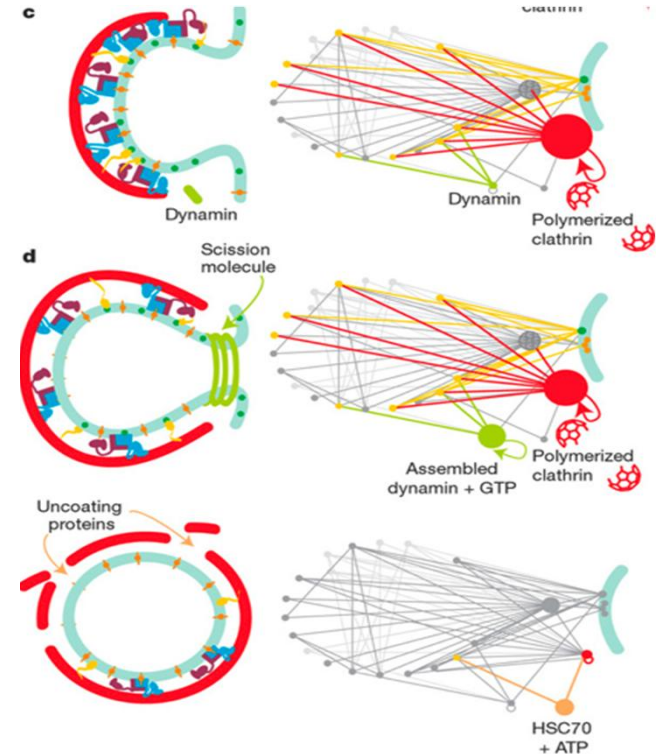 clathrin
c
Dynamin
Dynamin
Polymerized
clathrin
d
Scission
molecule
Assembled
dynamin + GTP
Polymerized
clathrin
Uncoating
proteins
HSC70
+ ATP